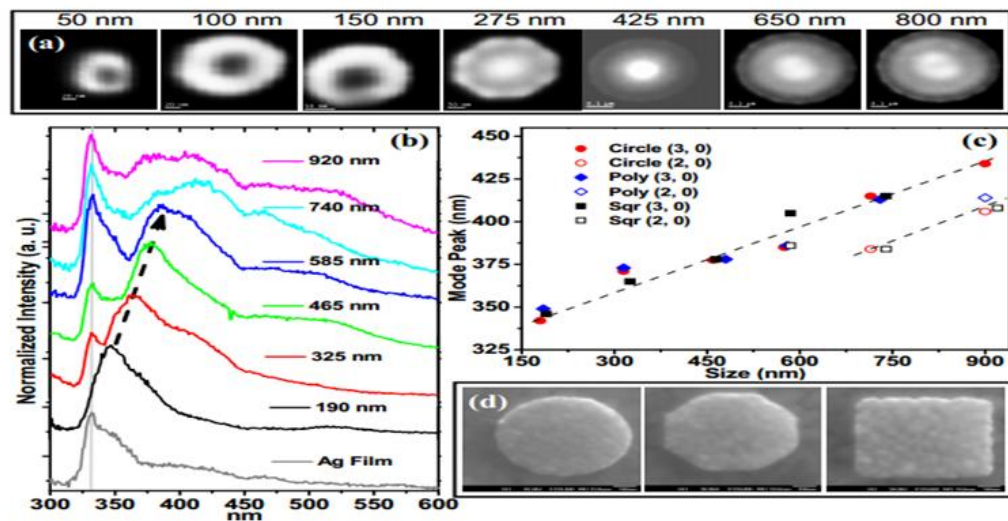 50 nm 100 nm 150 nm 275 nm 425 nm 650 nm 800 nm
(a)
(b)
Normalized Intensity (a. u.)
920 nm
740 nm
585 nm
465 nm
325 nm
190 nm
Ag Film
300 350 400 450 500 550 600
nm
(c)
Mode Peak (nm)
450
425
400
375
350
325
Circle (3, 0)
Circle (2, 0)
Poly (3, 0)
Poly (2, 0)
Sqr (3, 0)
Sqr (2, 0)
150 300 450 600 750 900
Size (nm)
(d)